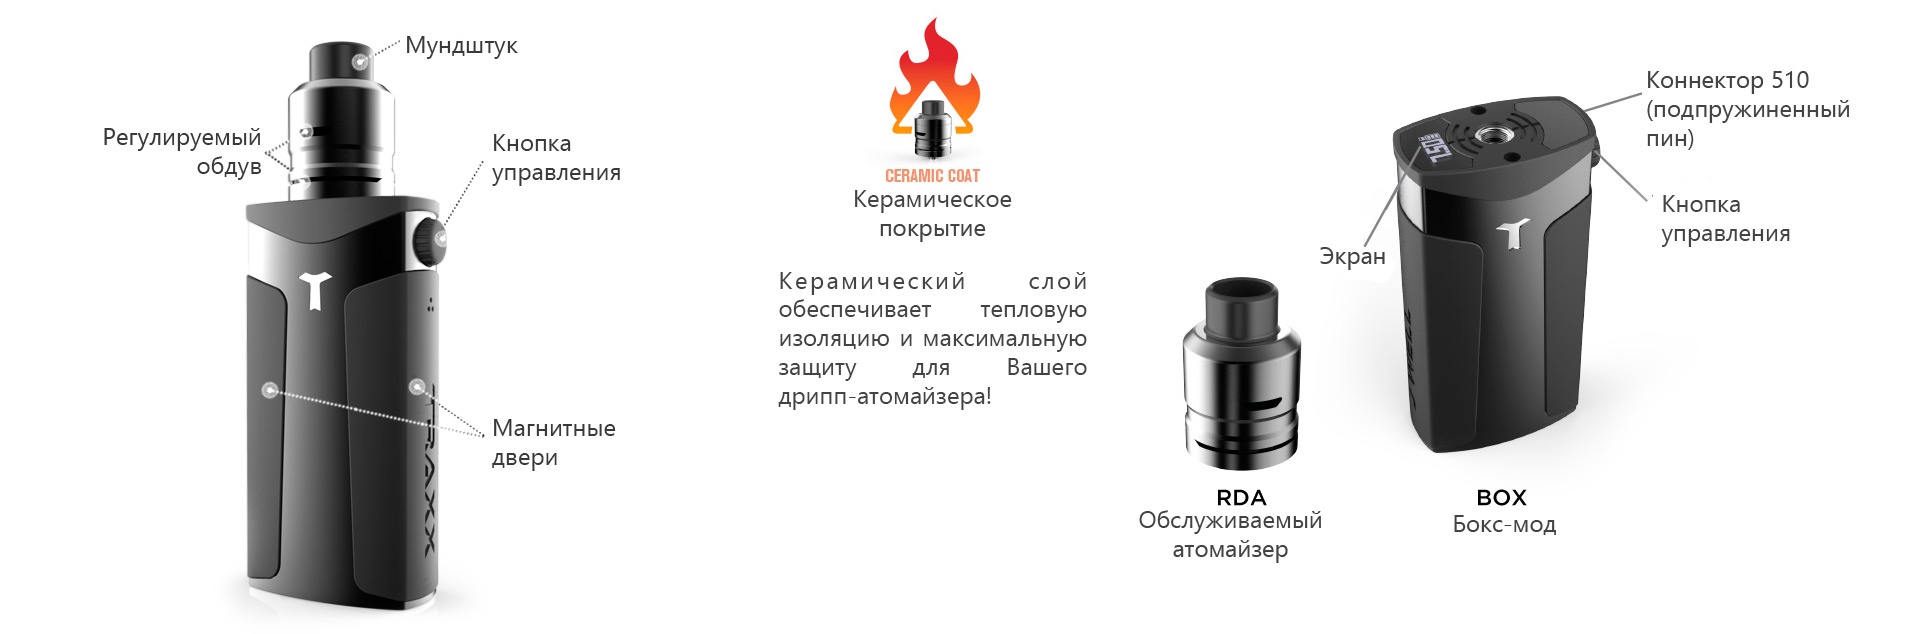 Мундштук
Регулируемый
обдув
Кнопка
управления
Магнитные
двери
TRAXX
CERAMIC COAT
Керамическое
покрытие
Керамический слой
обеспечивает тепловую
изоляцию и максимальную
защиту для Вашего
дрипп-атомайзера!
RDA
Обслуживаемый
атомайзер
Коннектор 510
(подпружиненный
пин)
Кнопка
управления
Экран
BOX
Бокс-мод